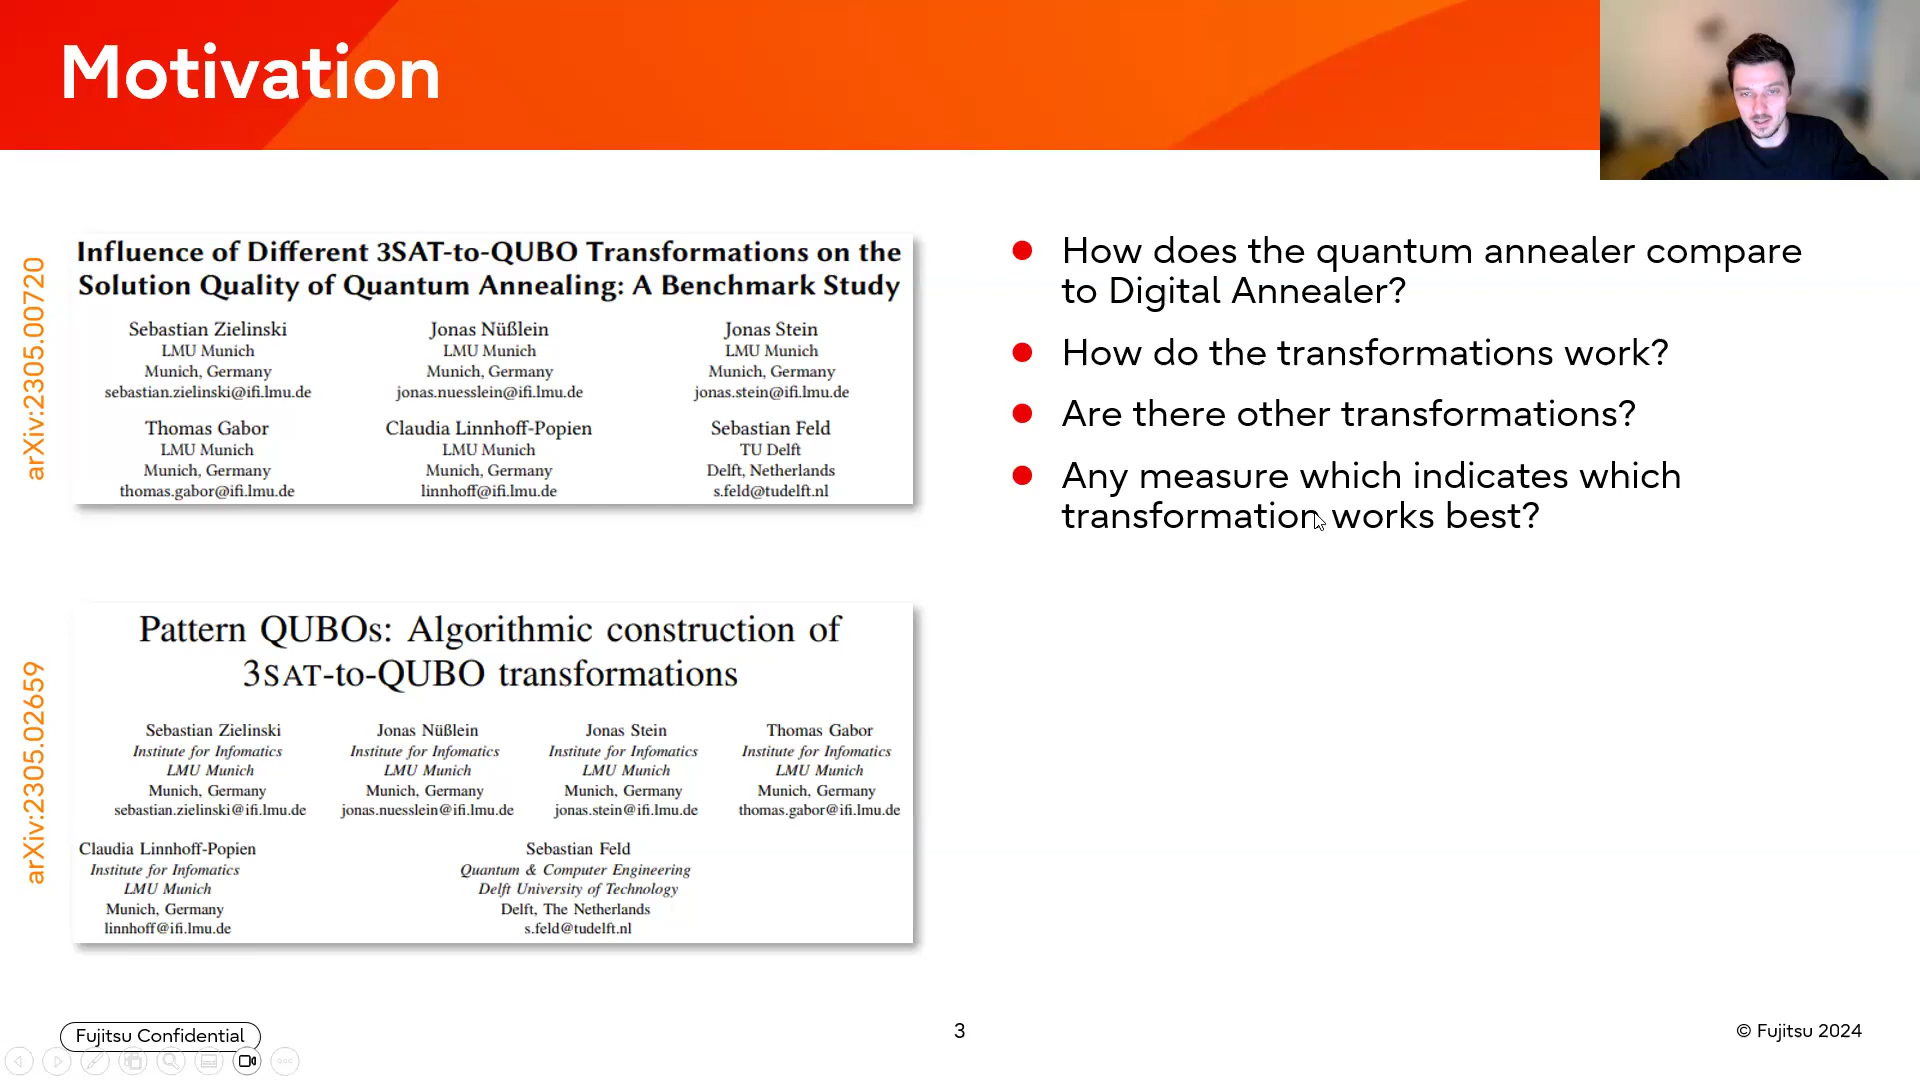 Motivation
arXiv:2305.00720
Influence of Different 3SAT-to-QUBO Transformations on the
Solution Quality of Quantum Annealing: A Benchmark Study
Sebastian Zielinski
LMU Munich
Munich, Germany
sebastian.zielinski@ifi.lmu.de
Jonas Nüßlein
LMU Munich
Munich, Germany
jonas.nuesslein@ifi.lmu.de
Jonas Stein
LMU Munich
Munich, Germany
jonas.stein@ifi.lmu.de
Thomas Gabor
LMU Munich
Munich, Germany
thomas.gabor@ifi.lmu.de
Claudia Linnhoff-Popien
LMU Munich
Munich, Germany
linnhoff@ifi.lmu.de
Sebastian Feld
TU Delft
Delft, Netherlands
s.feld@tudelft.nl
arXiv:2305.02659
Pattern QUBOs: Algorithmic construction of
3SAT-to-QUBO transformations
Sebastian Zielinski
Institute for Infomatics
LMU Munich
Munich, Germany
sebastian.zielinski@ifi.lmu.de
Jonas Nüßlein
Institute for Infomatics
LMU Munich
Munich, Germany
jonas.nuesslein@ifi.lmu.de
Jonas Stein
Institute for Infomatics
LMU Munich
Munich, Germany
jonas.stein@ifi.lmu.de
Thomas Gabor
Institute for Infomatics
LMU Munich
Munich, Germany
thomas.gabor@ifi.lmu.de
Claudia Linnhoff-Popien
Institute for Infomatics
LMU Munich
Munich, Germany
linnhoff@ifi.lmu.de
Sebastian Feld
Quantum & Computer Engineering
Delft University of Technology
Delft, The Netherlands
s.feld@tudelft.nl
How does the quantum annealer compare
to Digital Annealer?
How do the transformations work?
Are there other transformations?
Any measure which indicates which
transformation works best?
Fujitsu Confidential
3
© Fujitsu 2024